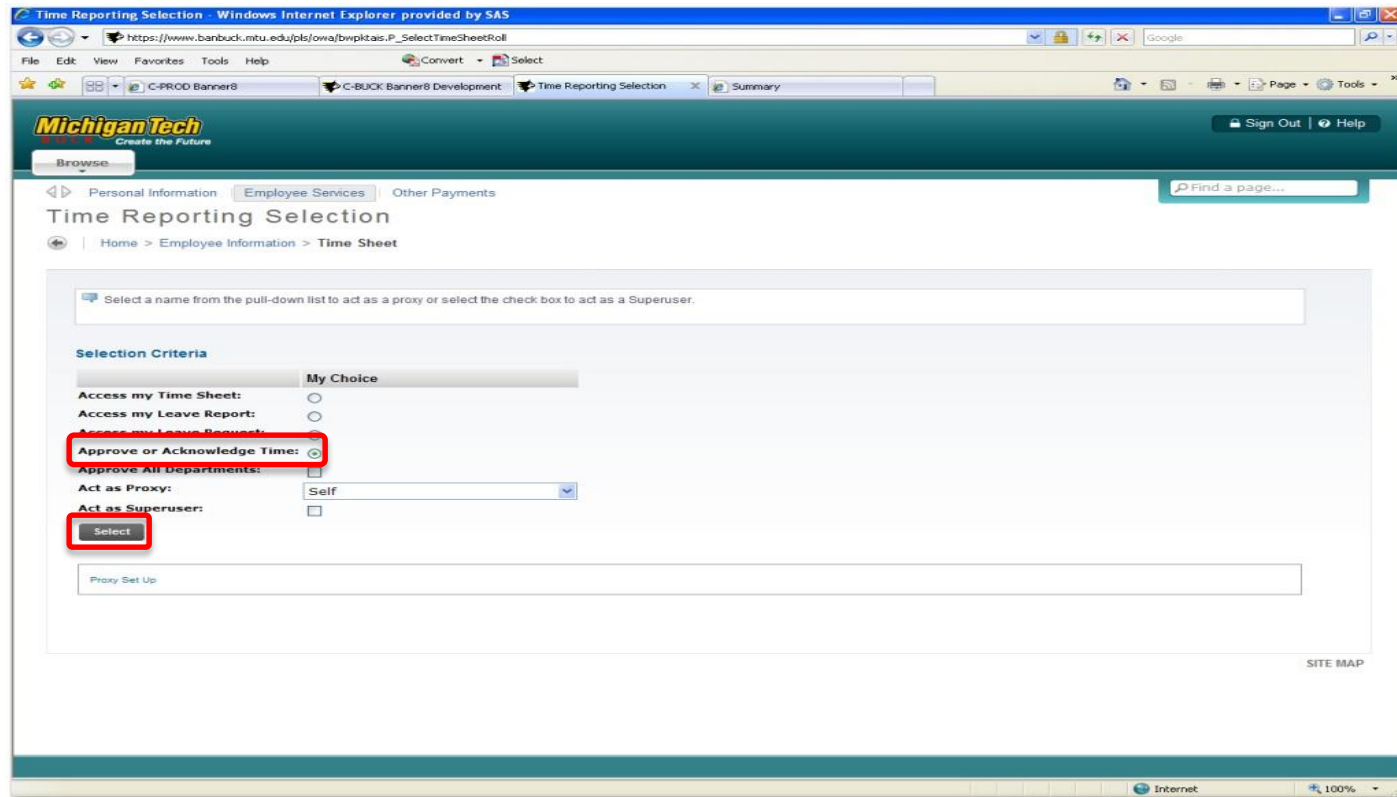 Time Reporting Selection - Windows Internet Explorer provided by SAS
https://www.banbuck.mtu.edu/pls/owa/bwpktais.P_SelectTimeSheetRoll
Google
File Edit View Favorites Tools Help
Convert Select
C-PROD Banner8 C-BUCK Banner8 Development Time Reporting Selection Summary Page Tools
Michigan Tech
Create the Future
Sign Out | Help
Browse
Personal Information Employee Services Other Payments
Find a page...
Time Reporting Selection
Home > Employee Information > Time Sheet
Select a name from the pull-down list to act as a proxy or select the check box to act as a Superuser.
Selection Criteria
My Choice
Access my Time Sheet:
Access my Leave Report:
Access my Leave Request:
Approve or Acknowledge Time:
Approve All Departments:
Act as Proxy: Self
Act as Superuser:
Select
Proxy Set Up
SITE MAP
Internet 100%